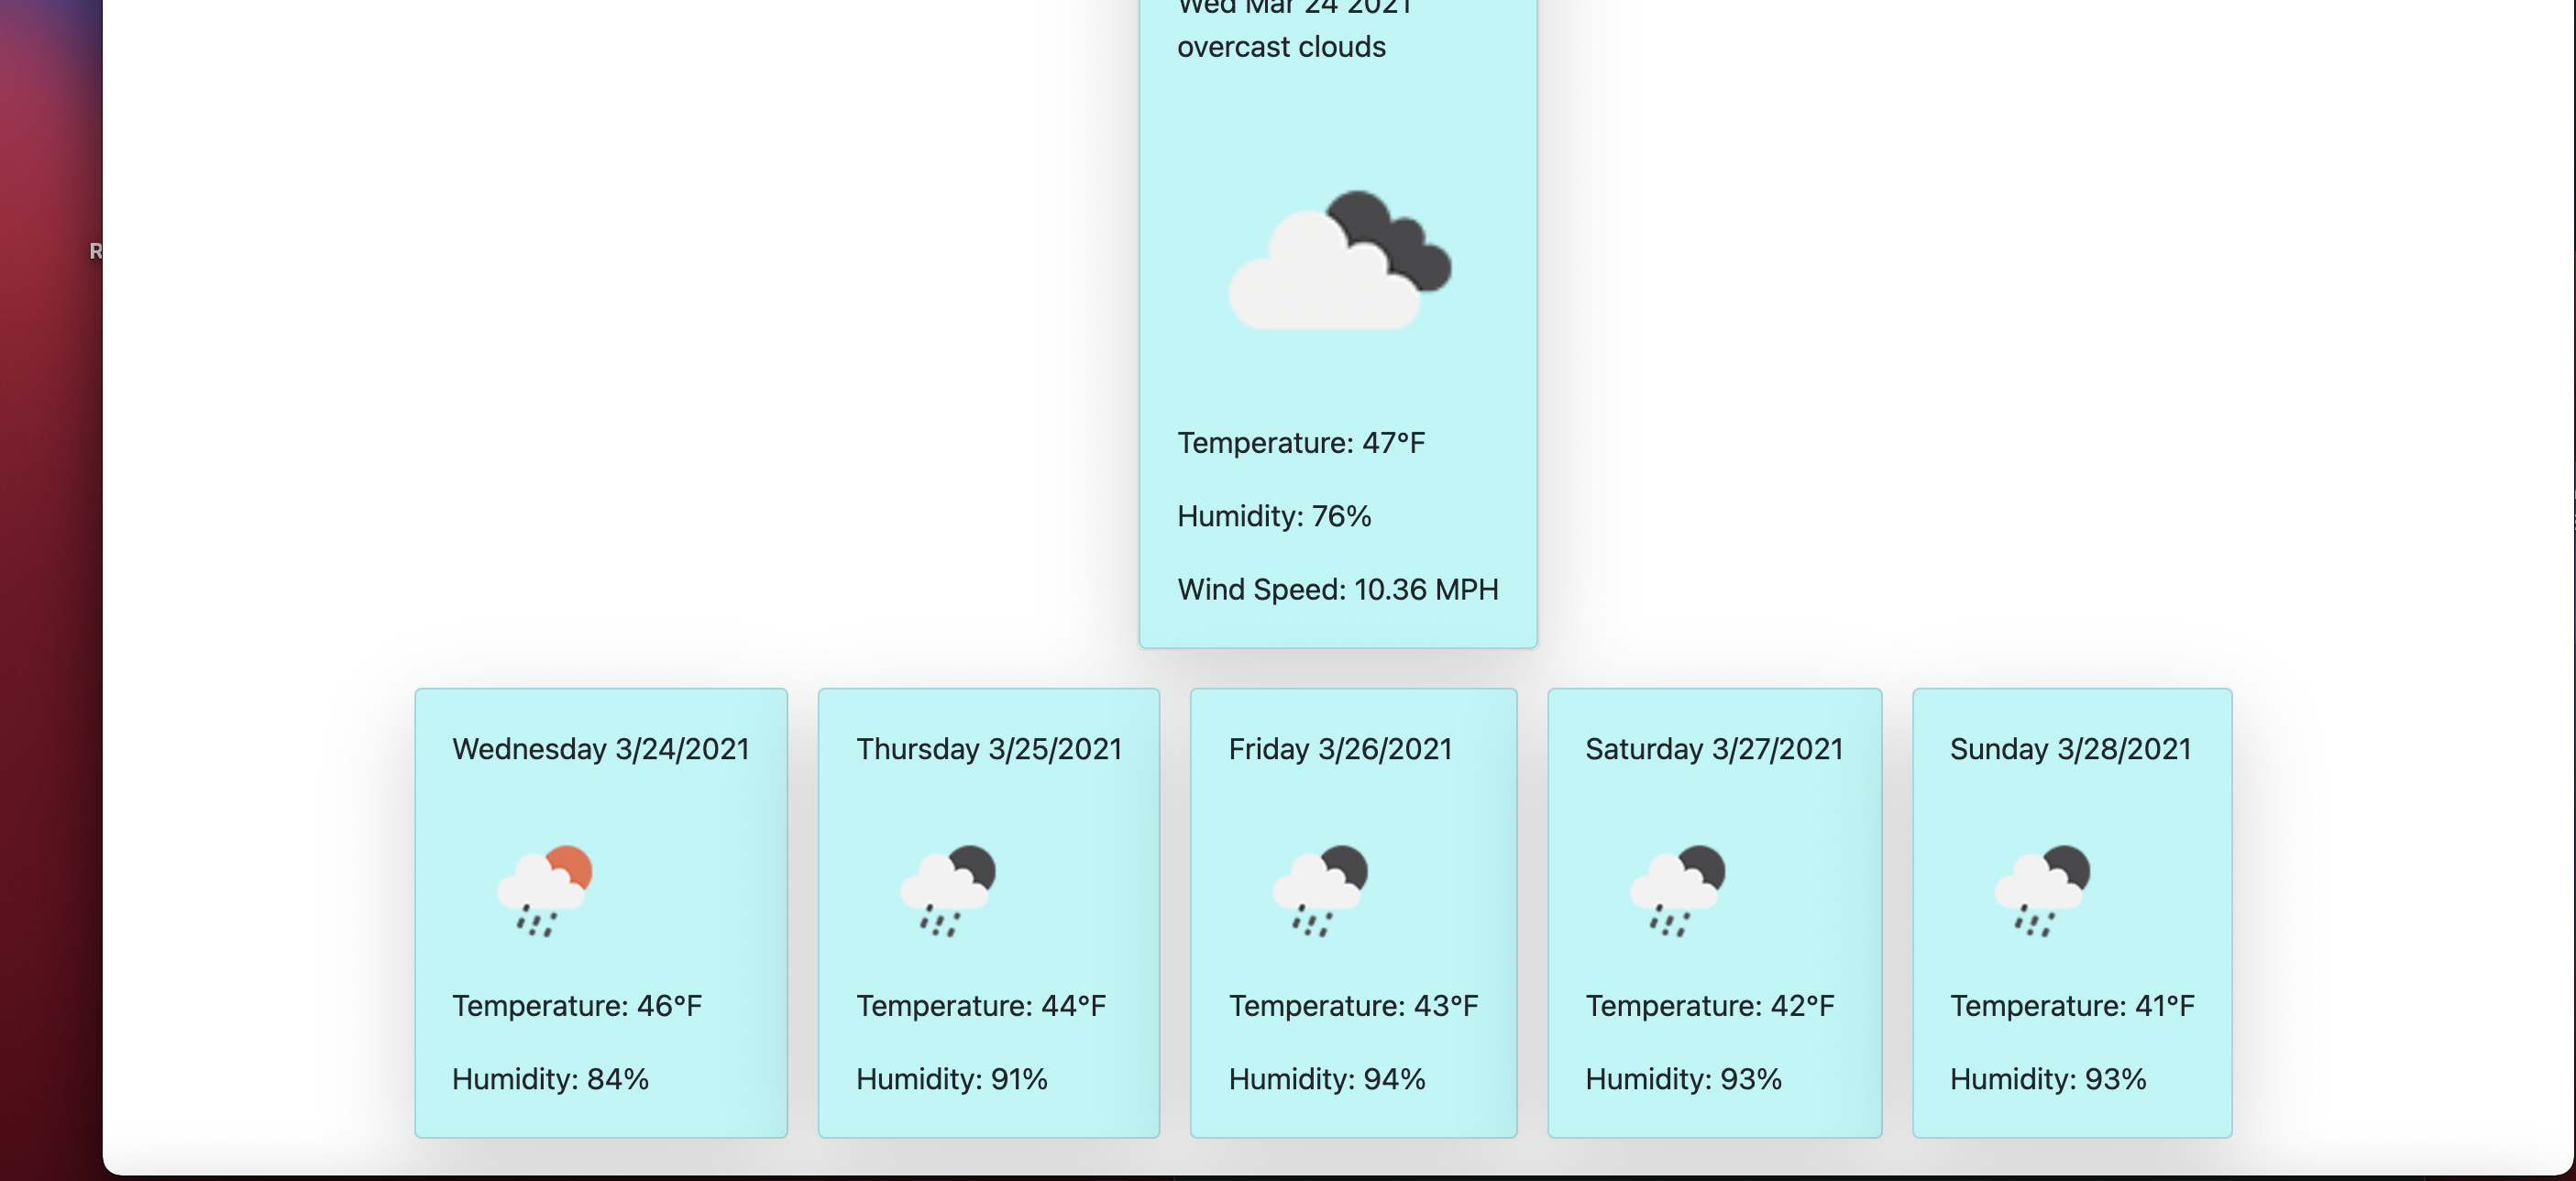 R
Wed Mar 24 2021
overcast clouds
Temperature: 47°F
Humidity: 76%
Wind Speed: 10.36 MPH
Wednesday 3/24/2021
Temperature: 46°F
Humidity: 84%
Thursday 3/25/2021
Temperature: 44°F
Humidity: 91%
Friday 3/26/2021
Temperature: 43°F
Humidity: 94%
Saturday 3/27/2021
Temperature: 42°F
Humidity: 93%
Sunday 3/28/2021
Temperature: 41°F
Humidity: 93%